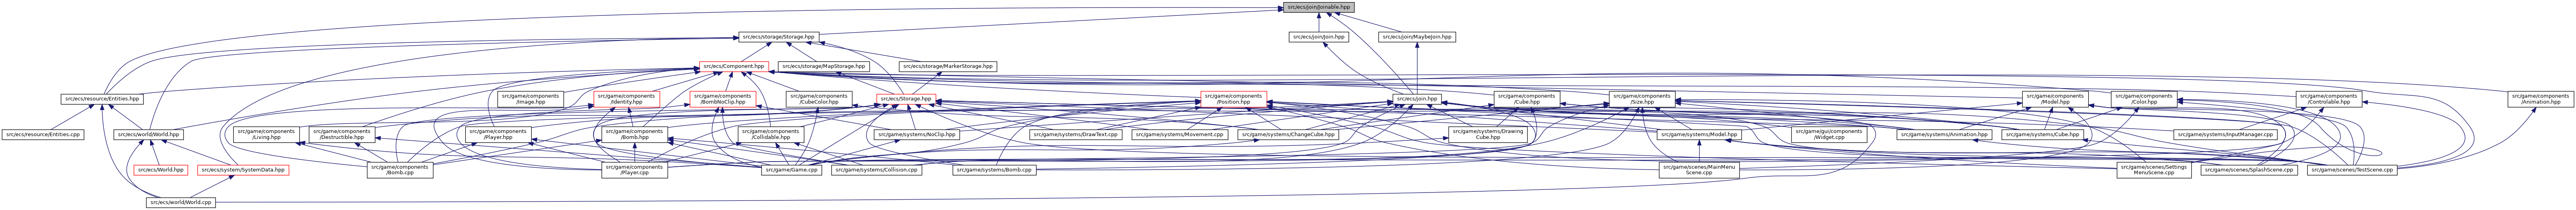 src/ecs/join/Joinable.hpp
src/ecs/storage/Storage.hpp
src/ecs/join/Join.hpp
src/ecs/join/MaybeJoin.hpp
src/ecs/Component.hpp
src/ecs/storage/MapStorage.hpp
src/ecs/storage/MarkerStorage.hpp
src/ecs/resource/Entities.hpp
src/game/components
/Image.hpp
src/game/components
/Identity.hpp
src/game/components
/BombNoClip.hpp
src/game/components
/CubeColor.hpp
src/ecs/Storage.hpp
src/game/components
/Position.hpp
src/ecs/join.hpp
src/game/components
/Cube.hpp
src/game/components
/Size.hpp
src/game/components
/Model.hpp
src/game/components
/Color.hpp
src/game/components
/Controlable.hpp
src/game/components
/Animation.hpp
src/ecs/resource/Entities.cpp
src/ecs/world/World.hpp
src/game/components
/Living.hpp
src/game/components
/Destructible.hpp
src/game/components
/Player.hpp
src/game/components
/Bomb.hpp
src/game/components
/Collidable.hpp
src/game/systems/NoClip.hpp
src/game/systems/DrawText.cpp
src/game/systems/Movement.cpp
src/game/systems/ChangeCube.hpp
src/game/systems/Drawing
Cube.hpp
src/game/systems/Model.hpp
src/game/gui/components
/Widget.cpp
src/game/systems/Animation.hpp
src/game/systems/Cube.hpp
src/game/systems/InputManager.cpp
src/ecs/World.hpp
src/ecs/system/SystemData.hpp
src/game/components
/Bomb.cpp
src/game/components
/Player.cpp
src/game/Game.cpp
src/game/systems/Collision.cpp
src/game/systems/Bomb.cpp
src/game/scenes/MainMenu
Scene.cpp
src/game/scenes/Settings
MenuScene.cpp
src/game/scenes/SplashScene.cpp
src/game/scenes/TestScene.cpp
src/ecs/world/World.cpp